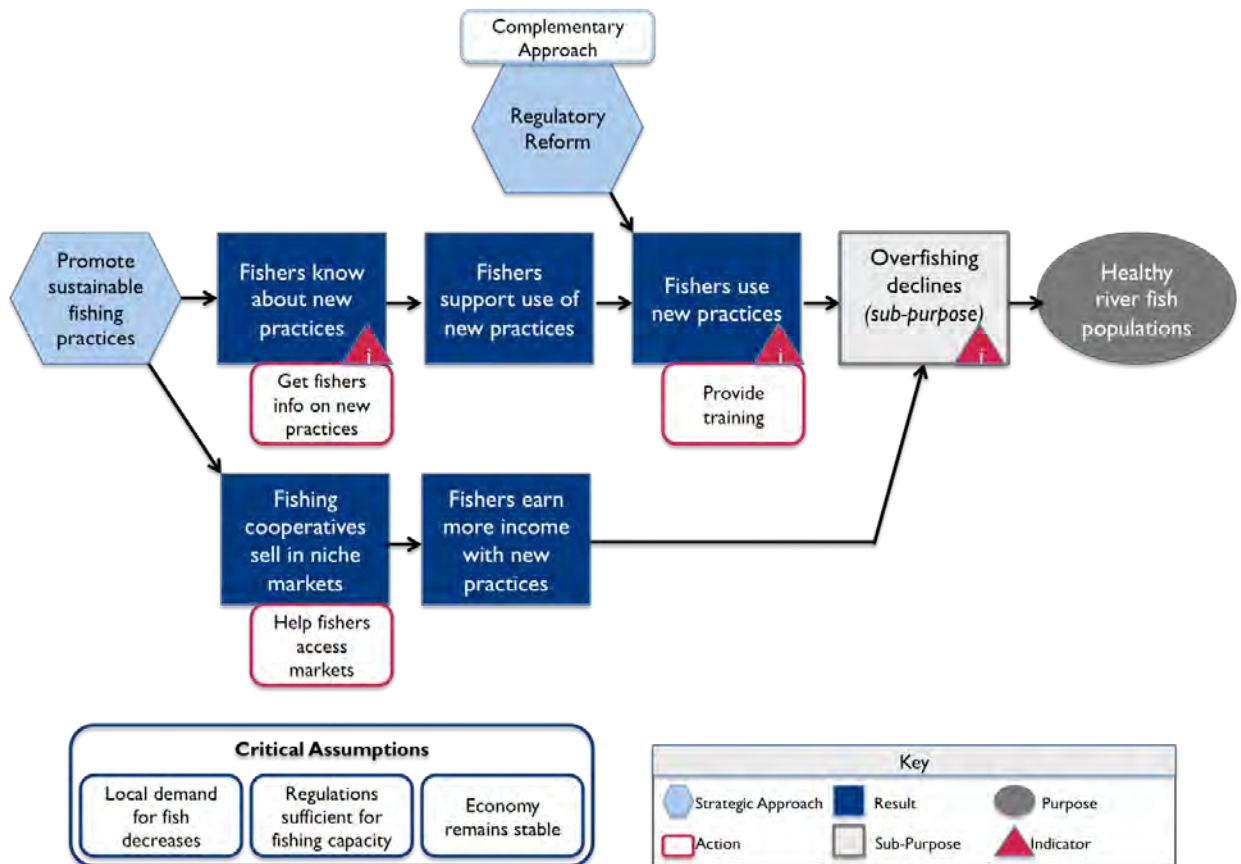 Complementary
Approach
Regulatory
Reform
Promote
sustainable
fishing
practices
Fishers know
about new
practices
i
Get fishers
info on new
practices
Fishers
support use of
new practices
Fishers use
new practices
i
Provide
training
Overfishing
declines
(sub-purpose)
i
Healthy
river fish
populations
Fishing
cooperatives
sell in niche
markets
Help fishers
access
markets
Fishers earn
more income
with new
practices
Critical Assumptions
Local demand
for fish
decreases
Regulations
sufficient for
fishing capacity
Economy
remains stable
Key
Strategic Approach
Result
Purpose
Action
Sub-Purpose
Indicator